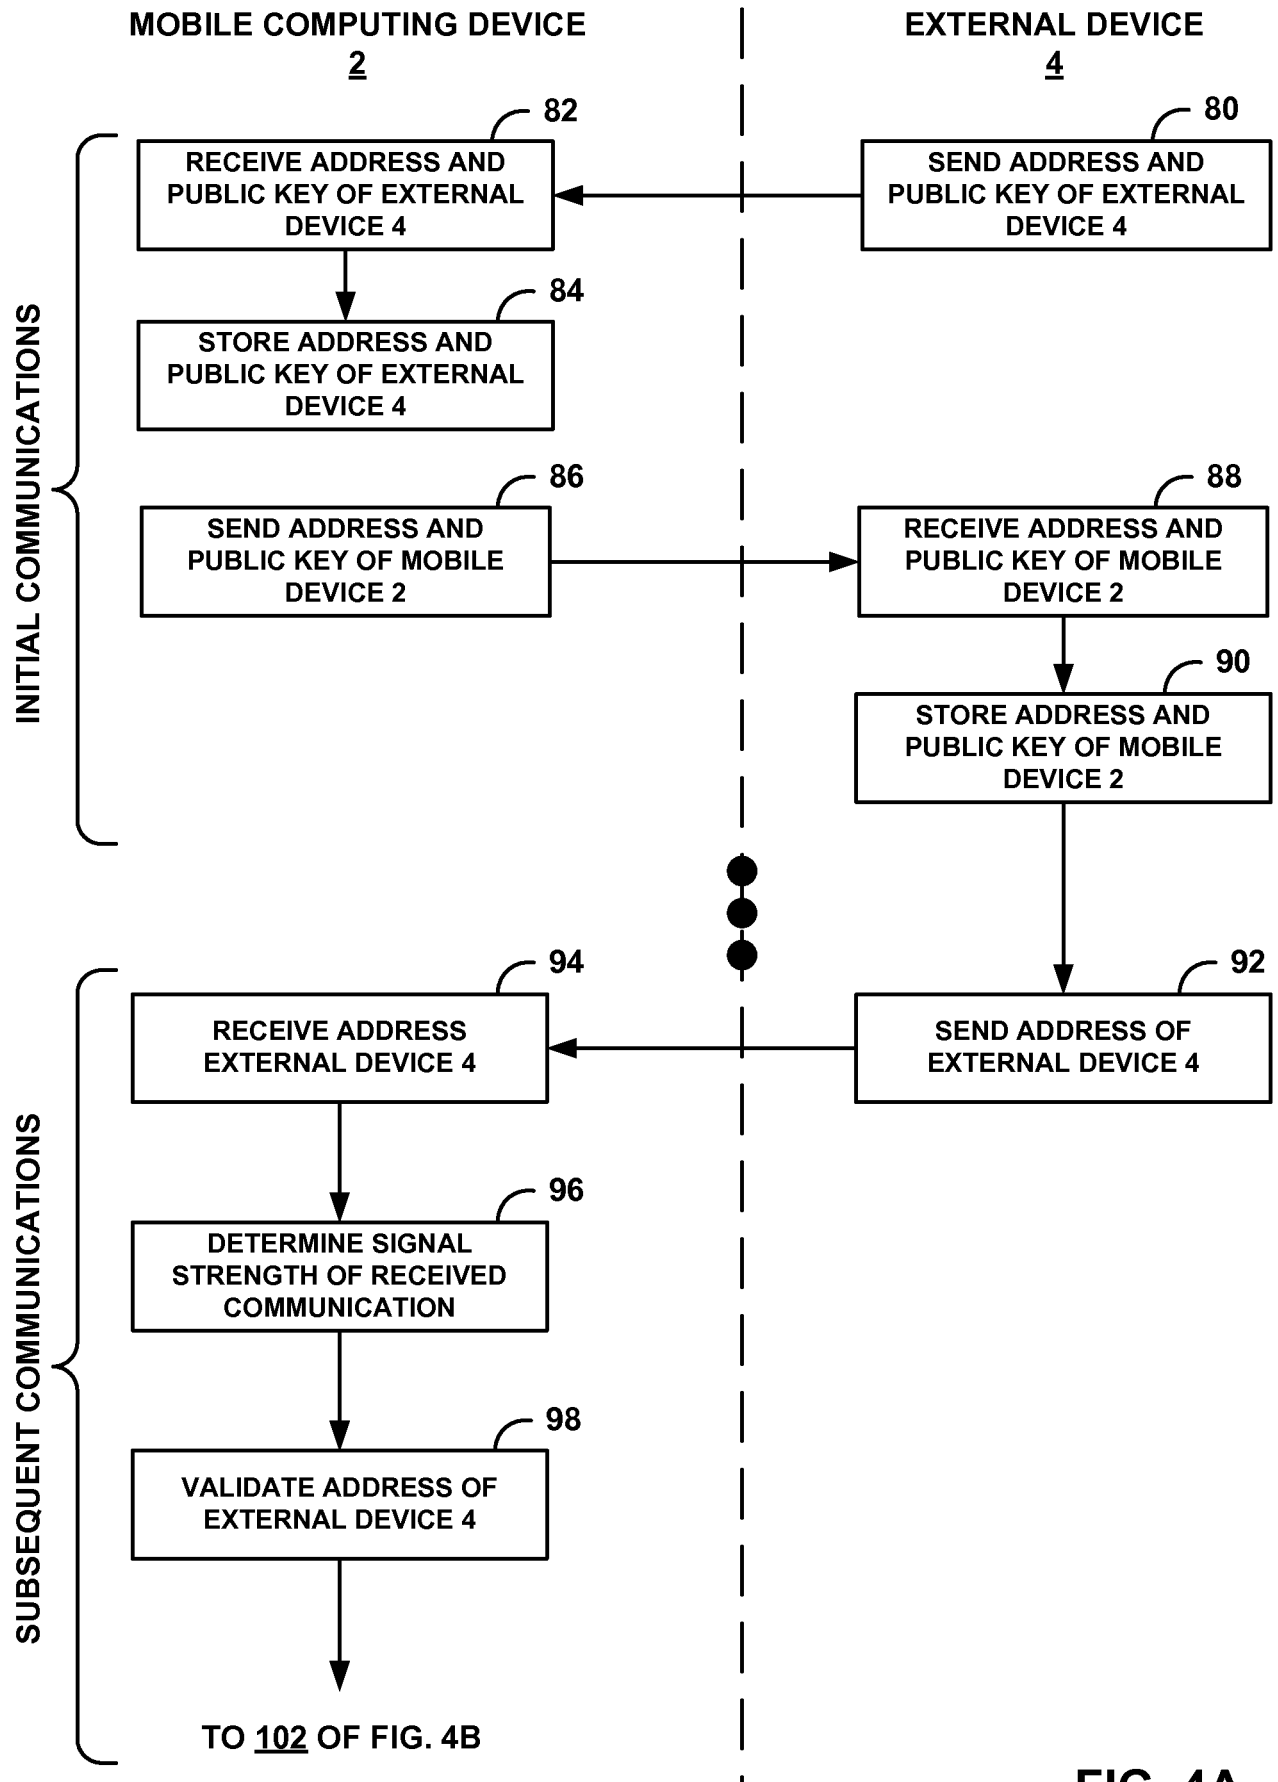 MOBILE COMPUTING DEVICE
2
EXTERNAL DEVICE
4
INITIAL COMMUNICATIONS
82
RECEIVE ADDRESS AND
PUBLIC KEY OF EXTERNAL
DEVICE 4
80
SEND ADDRESS AND
PUBLIC KEY OF EXTERNAL
DEVICE 4
84
STORE ADDRESS AND
PUBLIC KEY OF EXTERNAL
DEVICE 4
86
SEND ADDRESS AND
PUBLIC KEY OF MOBILE
DEVICE 2
88
RECEIVE ADDRESS AND
PUBLIC KEY OF MOBILE
DEVICE 2
90
STORE ADDRESS AND
PUBLIC KEY OF MOBILE
DEVICE 2
SUBSEQUENT COMMUNICATIONS
94
RECEIVE ADDRESS
EXTERNAL DEVICE 4
92
SEND ADDRESS OF
EXTERNAL DEVICE 4
96
DETERMINE SIGNAL
STRENGTH OF RECEIVED
COMMUNICATION
98
VALIDATE ADDRESS OF
EXTERNAL DEVICE 4
TO 102 OF FIG. 4B
FIG. 4A